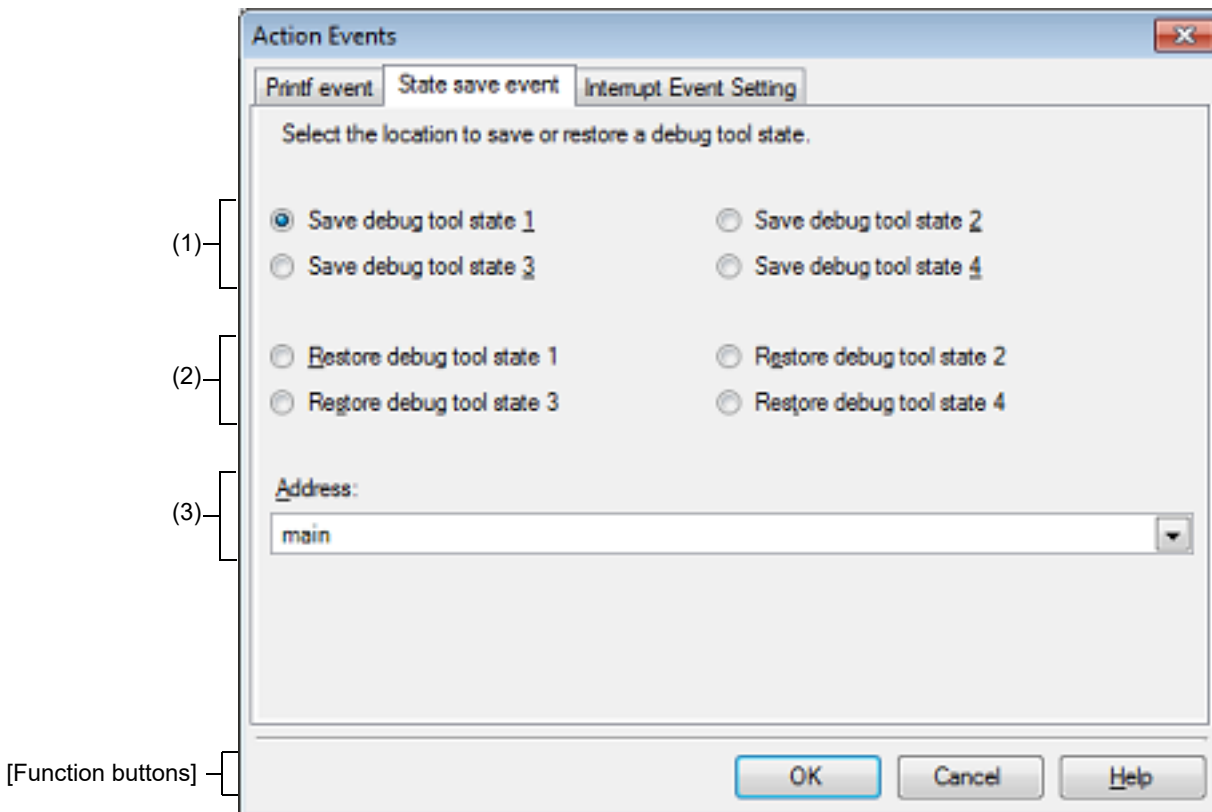 Action Events
Printf event State save event Interrupt Event Setting
Select the location to save or restore a debug tool state.
(1)
Save debug tool state 1 Save debug tool state 2
Save debug tool state 3 Save debug tool state 4
(2)
Restore debug tool state 1 Restore debug tool state 2
Restore debug tool state 3 Restore debug tool state 4
(3)
Address:
main
[Function buttons]
OK Cancel Help